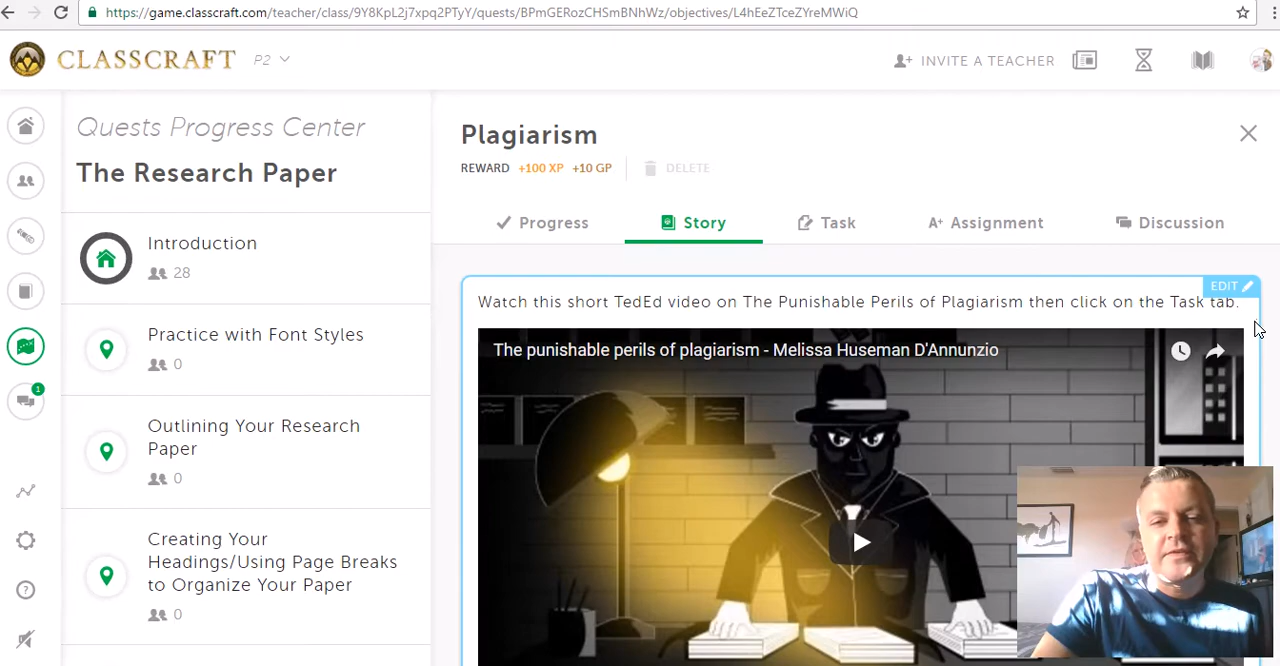 https://game.classcraft.com/teacher/class/9Y8KpL2j7xpq2PTyY/quests/BPmGERozCHSmBNhWz/objectives/L4hEeZTceZYreMWiQ
CLASSCRAFT P2
INVITE A TEACHER
Quests Progress Center
The Research Paper
Introduction
28
Practice with Font Styles
0
Outlining Your Research
Paper
0
Creating Your
Headings/Using Page Breaks
to Organize Your Paper
0
1
Plagiarism
REWARD +100 XP +10 GP DELETE
Progress Story Task A+ Assignment Discussion
EDIT
Watch this short TedEd video on The Punishable Perils of Plagiarism then click on the Task tab.
The punishable perils of plagiarism - Melissa Huseman D'Annunzio